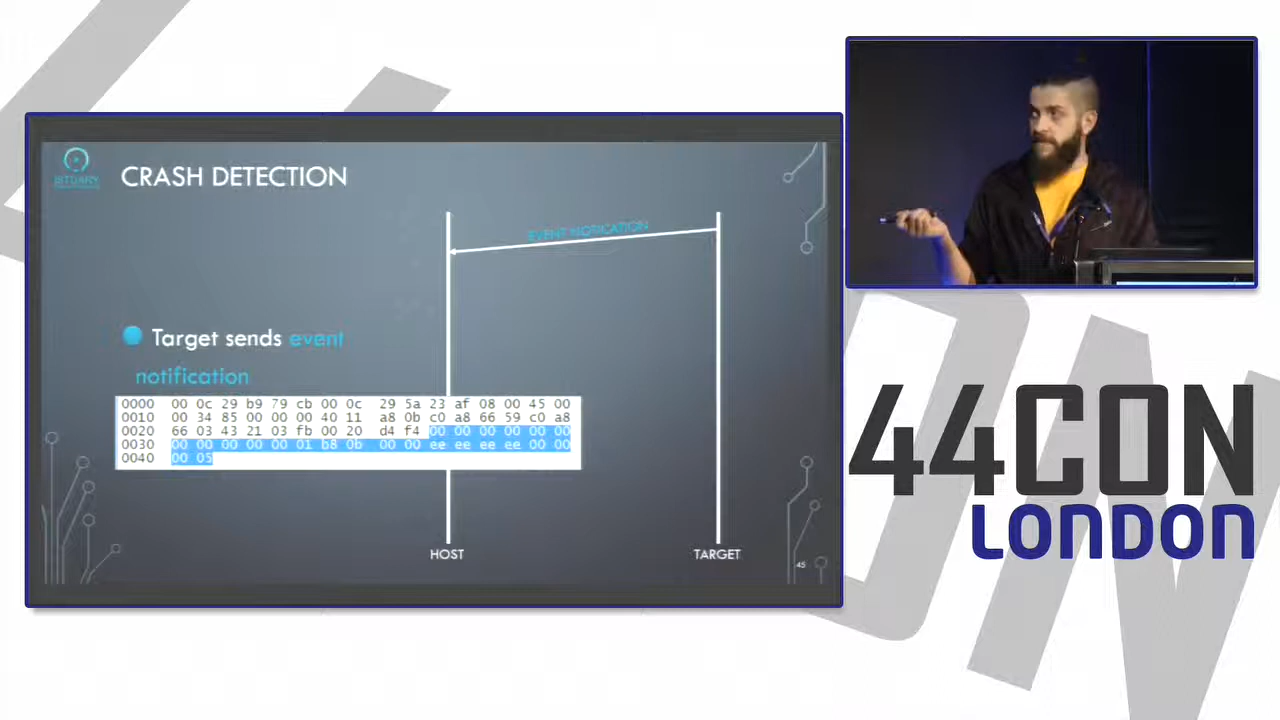 CRASH DETECTION
EVENT NOTICATION
Target sends event
notification
0000 00 0c 29 b9 79 cb 00 0c 29 5a 23 af 08 00 45 00
0010 00 34 85 00 00 00 40 11 a8 0b c0 a8 66 59 c0 a8
0020 66 03 43 21 03 fb 00 20 d4 f4 00 00 00 00 00 00
0030 00 00 00 00 00 01 b8 0b 00 00 ee ee ee ee 00 00
0040 00 05
HOST
TARGET
45
44CON
LONDON